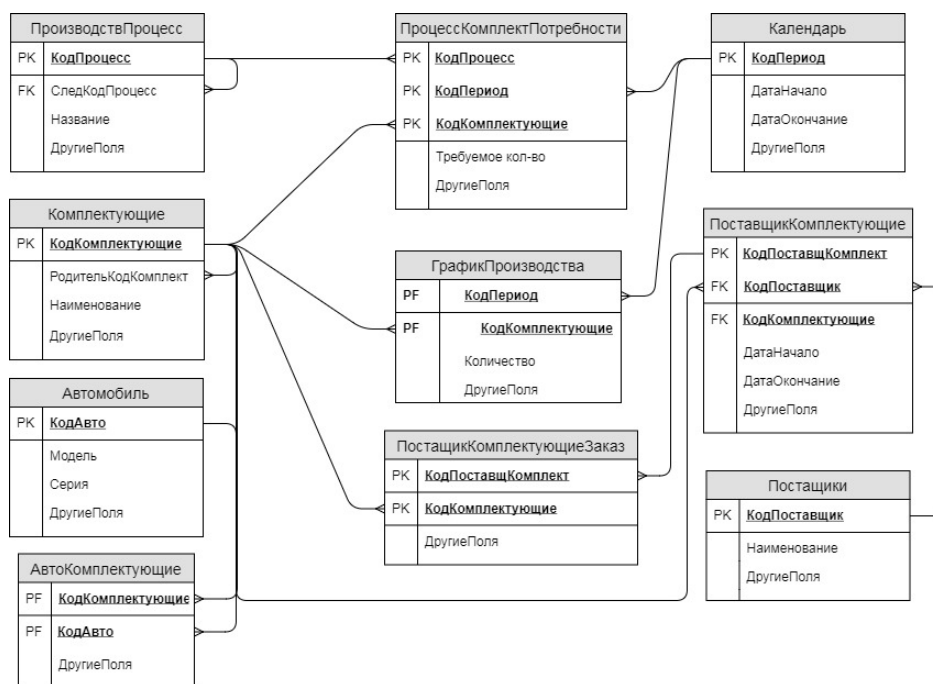 ПроизводствПроцесс
PK КодПроцесс
FK СледКодПроцесс
Название
ДругиеПоля
ПроцессКомплектПотребности
PK КодПроцесс
PK КодПериод
PK КодКомплектующие
Требуемое кол-во
ДругиеПоля
Календарь
PK КодПериод
ДатаНачало
ДатаОкончание
ДругиеПоля
Комплектующие
PK КодКомплектующие
РодительКодКомплект
Наименование
ДругиеПоля
ГрафикПроизводства
PF КодПериод
PF КодКомплектующие
Количество
ДругиеПоля
ПоставщикКомплектующие
PK КодПоставщКомплект
FK КодПоставщик
FK КодКомплектующие
ДатаНачало
ДатаОкончание
ДругиеПоля
Автомобиль
PK КодАвто
Модель
Серия
ДругиеПоля
ПостащикКомплектующиеЗаказ
PK КодПоставщКомплект
PK КодКомплектующие
ДругиеПоля
Постащики
PK КодПоставщик
Наименование
ДругиеПоля
АвтоКомплектующие
PF КодКомплектующие
PF КодАвто
ДругиеПоля